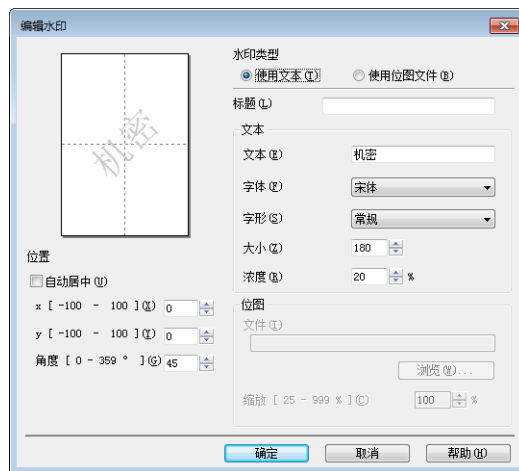 编辑水印
机密
水印类型
使用文本(T)
使用位图文件(B)
标题(L)
文本
文本(E)
机密
字体(F)
宋体
字形(S)
常规
大小(Z)
180
浓度(R)
20 %
位置
自动居中(U)
x [ -100 - 100 ](X) 0
y [ -100 - 100 ](Y) 0
角度 [ 0 - 359 ° ](G) 45
位图
文件(I)
浏览(W)...
缩放 [ 25 - 999 % ](C) 100 %
确定
取消
帮助(H)